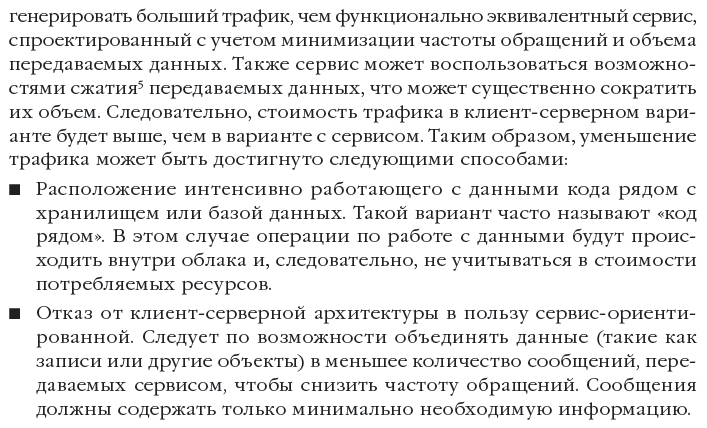 генерировать больший трафик, чем функционально эквивалентный сервис,
спроектированный с учетом минимизации частоты обращений и объема
передаваемых данных. Также сервис может воспользоваться возможно-
стями сжатия⁵ передаваемых данных, что может существенно сократить
их объем. Следовательно, стоимость трафика в клиент-серверном вари-
анте будет выше, чем в варианте с сервисом. Таким образом, уменьшение
трафика может быть достигнуто следующими способами:
■ Расположение интенсивно работающего с данными кода рядом с
хранилищем или базой данных. Такой вариант часто называют «код
рядом». В этом случае операции по работе с данными будут проис-
ходить внутри облака и, следовательно, не учитываться в стоимости
потребляемых ресурсов.
■ Отказ от клиент-серверной архитектуры в пользу сервис-ориенти-
рованной. Следует по возможности объединять данные (такие как
записи или другие объекты) в меньшее количество сообщений, пере-
даваемых сервисом, чтобы снизить частоту обращений. Сообщения
должны содержать только минимально необходимую информацию.